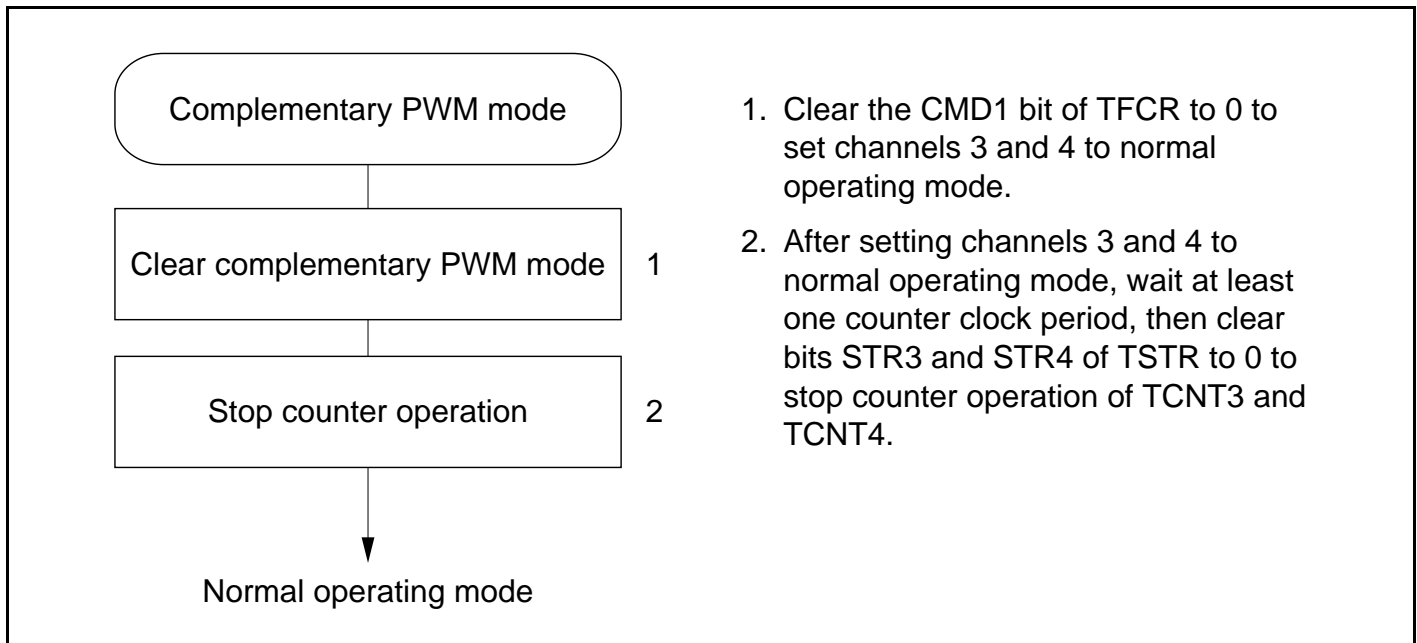 Complementary PWM mode
Clear complementary PWM mode 1
Stop counter operation 2
Normal operating mode
1. Clear the CMD1 bit of TFCR to 0 to
set channels 3 and 4 to normal
operating mode.
2. After setting channels 3 and 4 to
normal operating mode, wait at least
one counter clock period, then clear
bits STR3 and STR4 of TSTR to 0 to
stop counter operation of TCNT3 and
TCNT4.